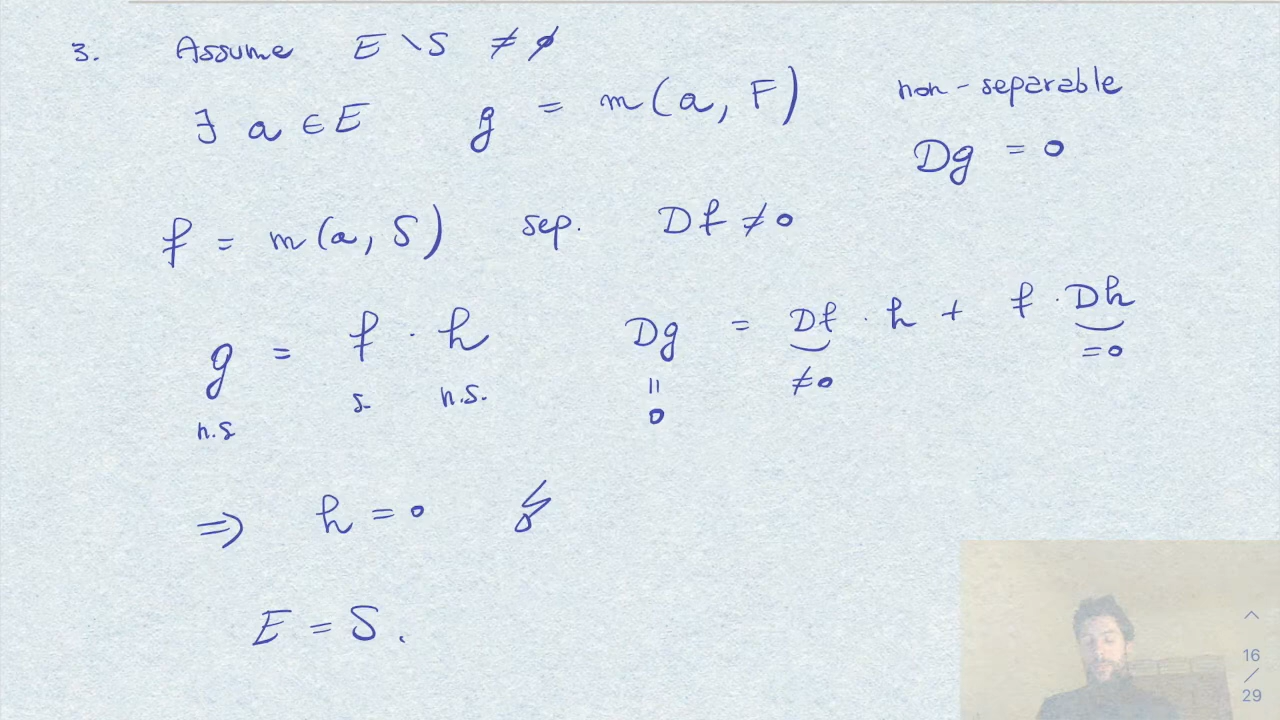 3. Assume E \ S ≠ ∅
∃ a ∈ E g = m(a, F) non-separable
Dg = 0
f = m(a, S) sep. Df ≠ 0
g = f · h Dg = Df · h + f · Dh
n.s s. n.s. || ≠0 =0
0
⇒ h = 0 ↯
E = S.
16
/
29